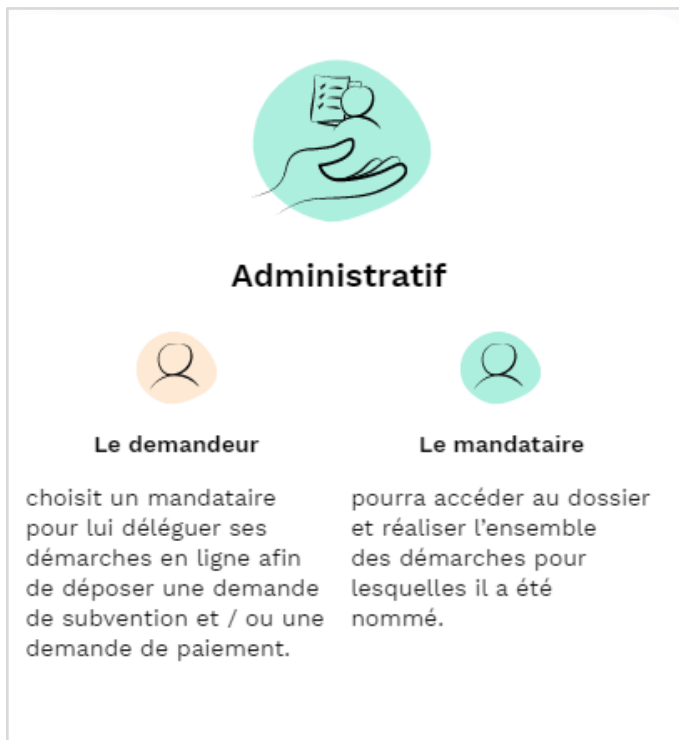 Administratif
Le demandeur
choisit un mandataire
pour lui déléguer ses
démarches en ligne afin
de déposer une demande
de subvention et / ou une
demande de paiement.
Le mandataire
pourra accéder au dossier
et réaliser l’ensemble
des démarches pour
lesquelles il a été
nommé.